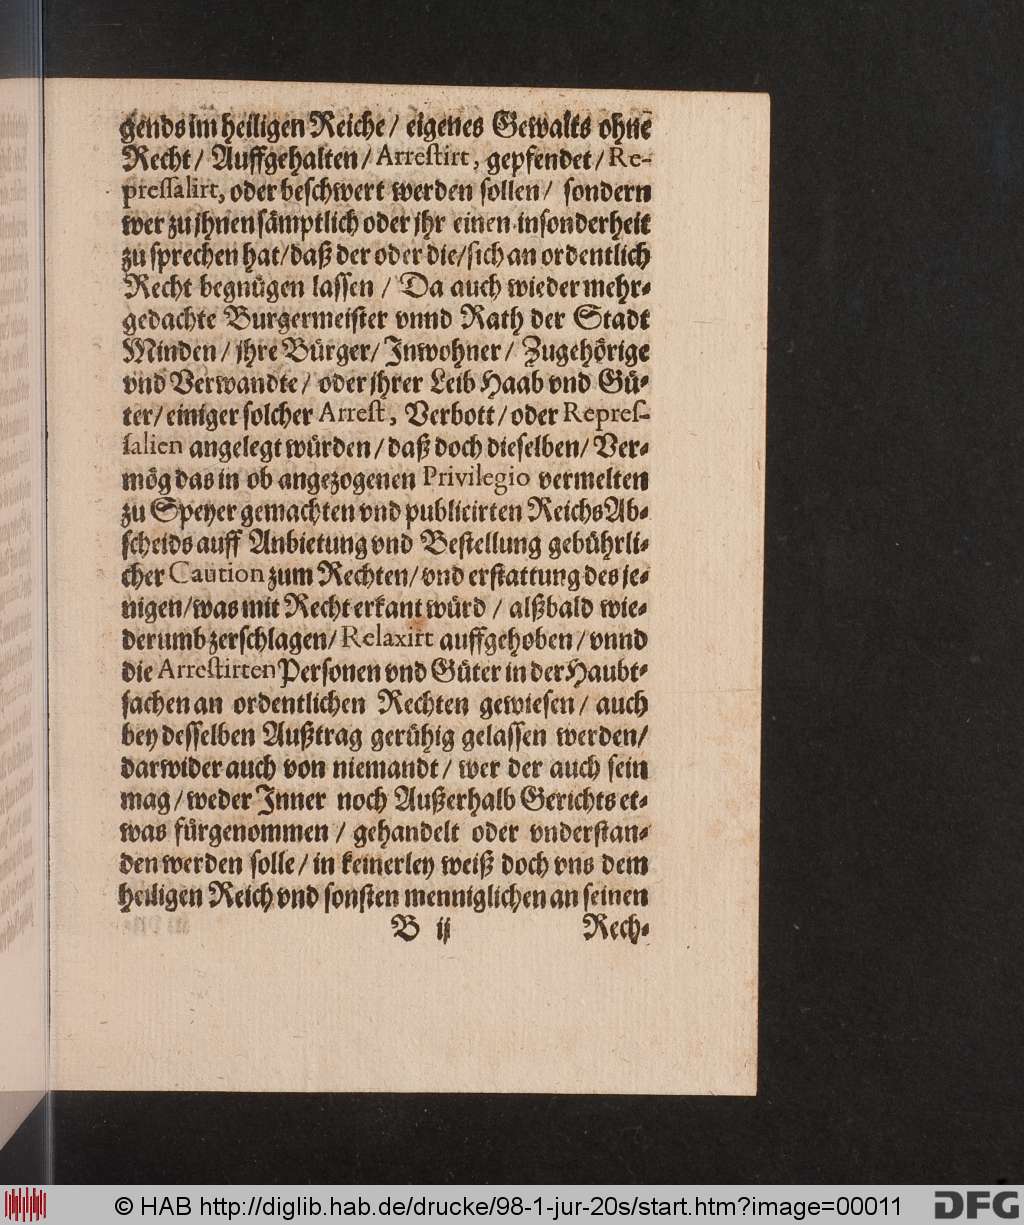 gends im heiligen Reiche / eigenes Gewalts ohne
Recht / Auffgehalten / Arrestirt, gepfendet / Re-
pressalirt, oder beschwert werden sollen / sondern
wer zu jhnen sämptlich oder jhr einen insonderheit
zu sprechen hat / daß der oder die / sich an ordentlich
Recht begnügen lassen / Da auch wieder mehr-
gedachte Burgermeister vnnd Rath der Stadt
Minden / jhre Bürger / Inwohner / Zugehörige
vnd Verwandte / oder jhrer Leib Haab vnd Gü-
ter / einiger solcher Arrest, Verbott / oder Repres-
salien angelegt würden / daß doch dieselben / Ver-
mög das in ob angezogenen Privilegio vermelten
zu Speyer gemachten vnd publicirten Reichs Ab-
scheids auff Anbietung vnd Bestellung gebührli-
cher Caution zum Rechten / vnd erstattung des je-
nigen / was mit Recht erkant würd / alßbald wie-
derumb zerschlagen / Relaxirt auffgehoben / vnnd
die Arrestirten Personen vnd Güter in der Haubt-
sachen an ordentlichen Rechten gewiesen / auch
bey desselben Außtrag gerühig gelassen werden /
darwider auch von niemandt / wer der auch sein
mag / weder Inner noch Außerhalb Gerichts et-
was fürgenommen / gehandelt oder vnderstan-
den werden solle / in keinerley weiß doch vns dem
heiligen Reich vnd sonsten menniglichen an seinen
B ij Rech-
© HAB http://diglib.hab.de/drucke/98-1-jur-20s/start.htm?image=00011 DFG